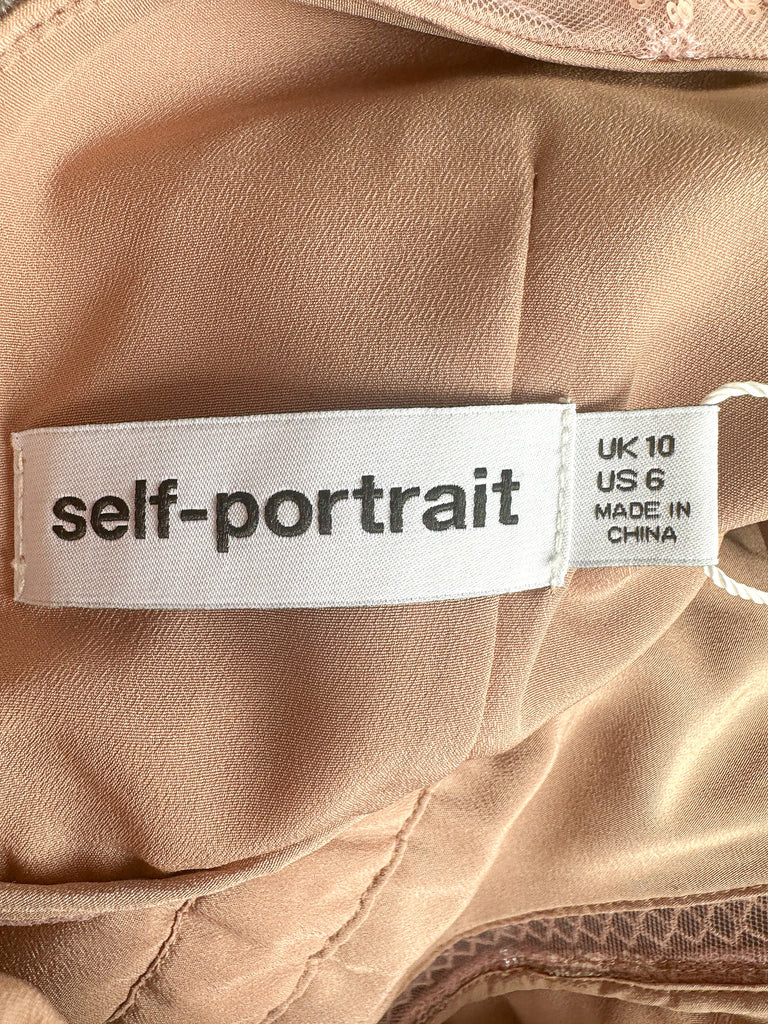 self-portrait
UK 10
US 6
MADE IN
CHINA